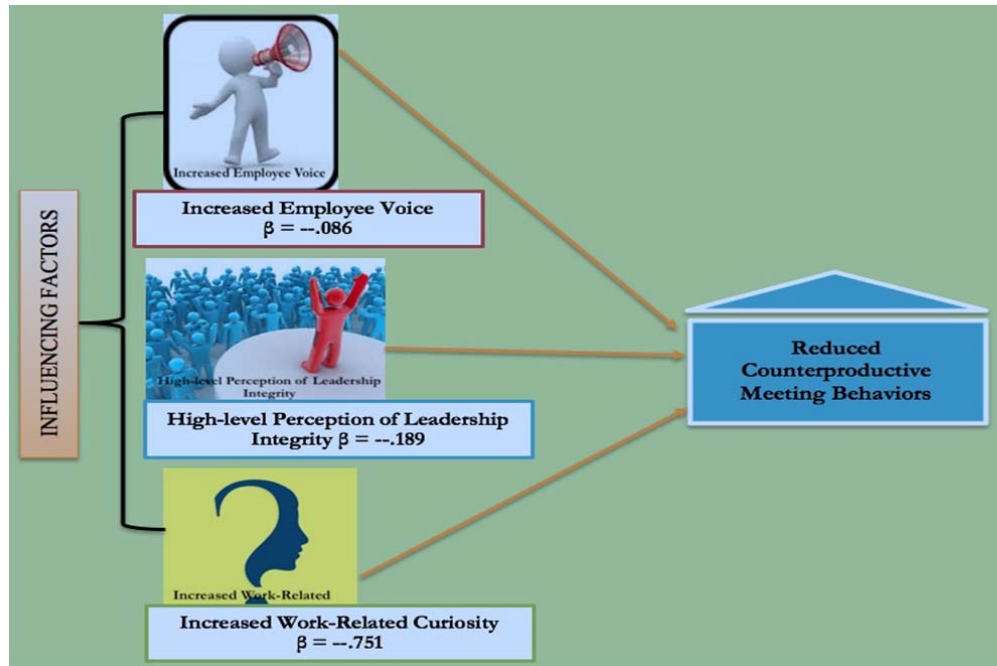 INFLUENCING FACTORS
Increased Employee Voice
Increased Employee Voice
β = --.086
High-level Perception of Leadership
Integrity
High-level Perception of Leadership
Integrity β = --.189
Increased Work-Related
Increased Work-Related Curiosity
β = --.751
Reduced
Counterproductive
Meeting Behaviors